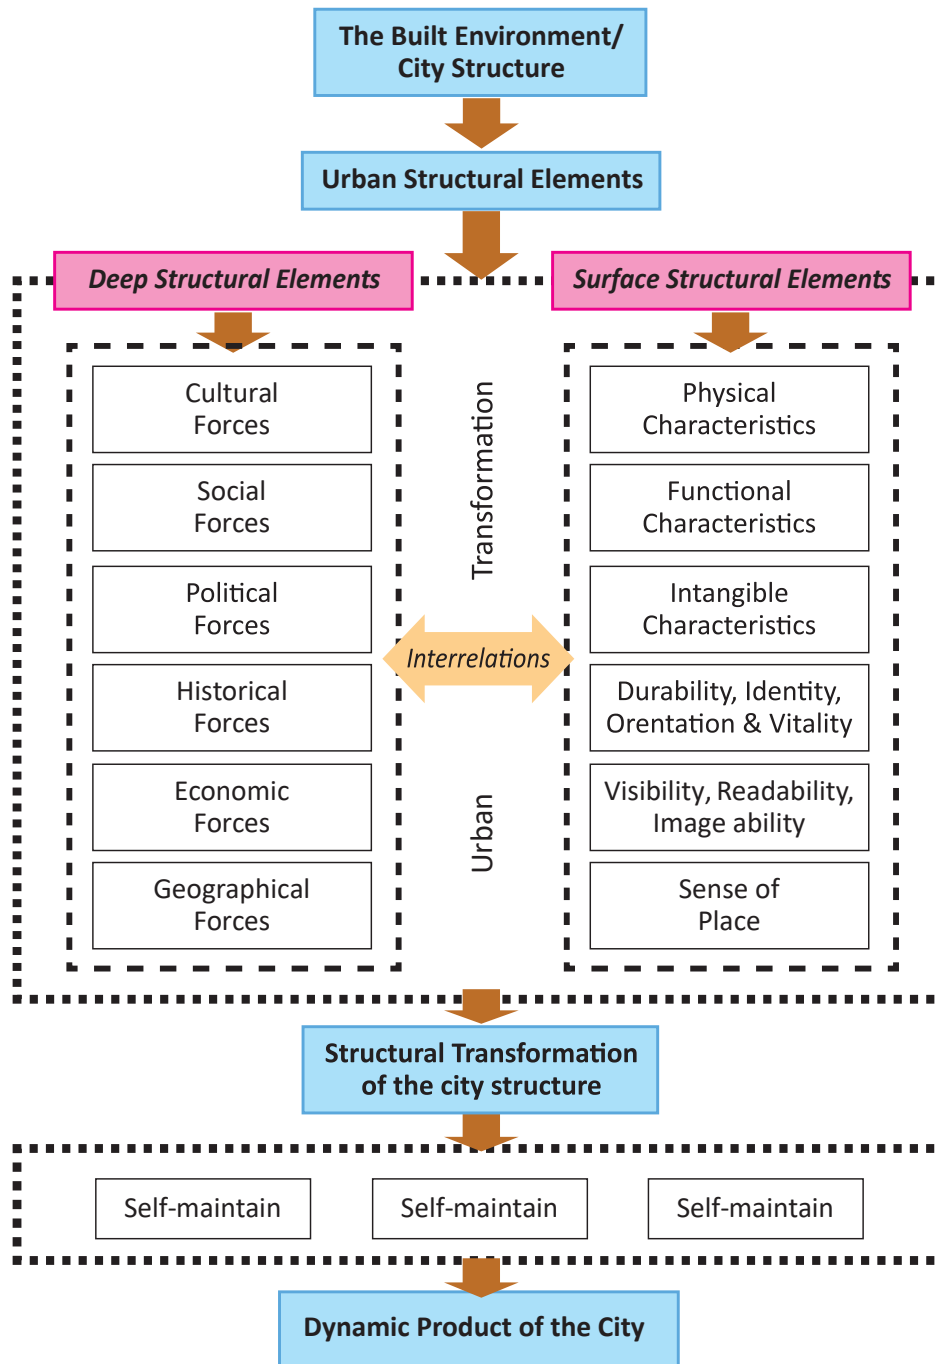 The Built Environment/
City Structure
Urban Structural Elements
Deep Structural Elements
Surface Structural Elements
Cultural
Forces
Social
Forces
Political
Forces
Historical
Forces
Economic
Forces
Geographical
Forces
Urban
Transformation
Interrelations
Physical
Characteristics
Functional
Characteristics
Intangible
Characteristics
Durability, Identity,
Orentation & Vitality
Visibility, Readability,
Image ability
Sense of
Place
Structural Transformation
of the city structure
Self-maintain
Self-maintain
Self-maintain
Dynamic Product of the City